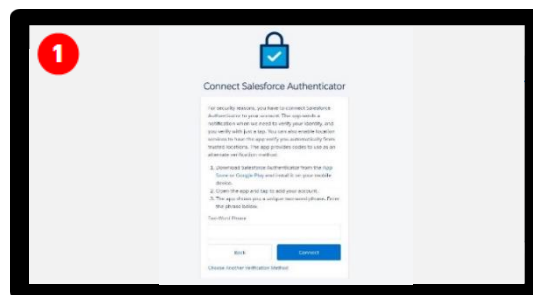 1
Connect Salesforce Authenticator
For security reasons, you have to connect Salesforce
Authenticator to your account. The app sends a
notification when we need to verify your identity, and
you verify with just a tap. You can also enable location
services to have the app verify you automatically from
trusted locations. The app provides codes to use as an
alternate verification method.
1. Download Salesforce Authenticator from the App
Store or Google Play and install it on your mobile
device.
2. Open the app and tap to add your account.
3. The app shows you a unique two-word phrase. Enter
the phrase below.
Two-Word Phrase
Back
Connect
Choose Another Verification Method